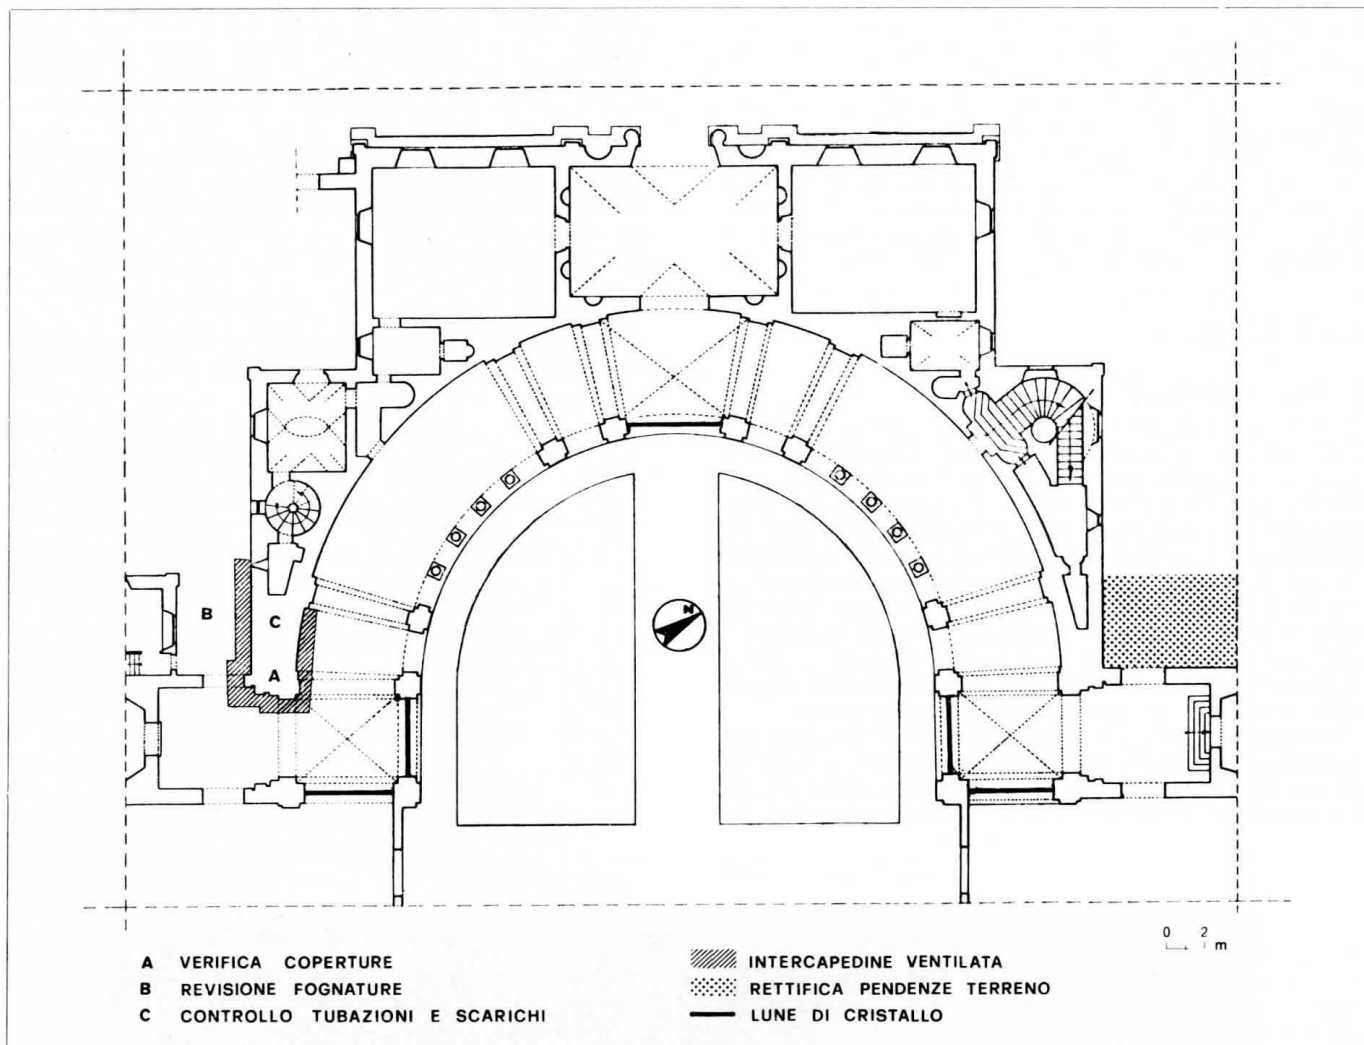 N
B
C
A
0 2
m
A VERIFICA COPERTURE
B REVISIONE FOGNATURE
C CONTROLLO TUBAZIONI E SCARICHI
INTERCAPEDINE VENTILATA
RETTIFICA PENDENZE TERRENO
LUNE DI CRISTALLO